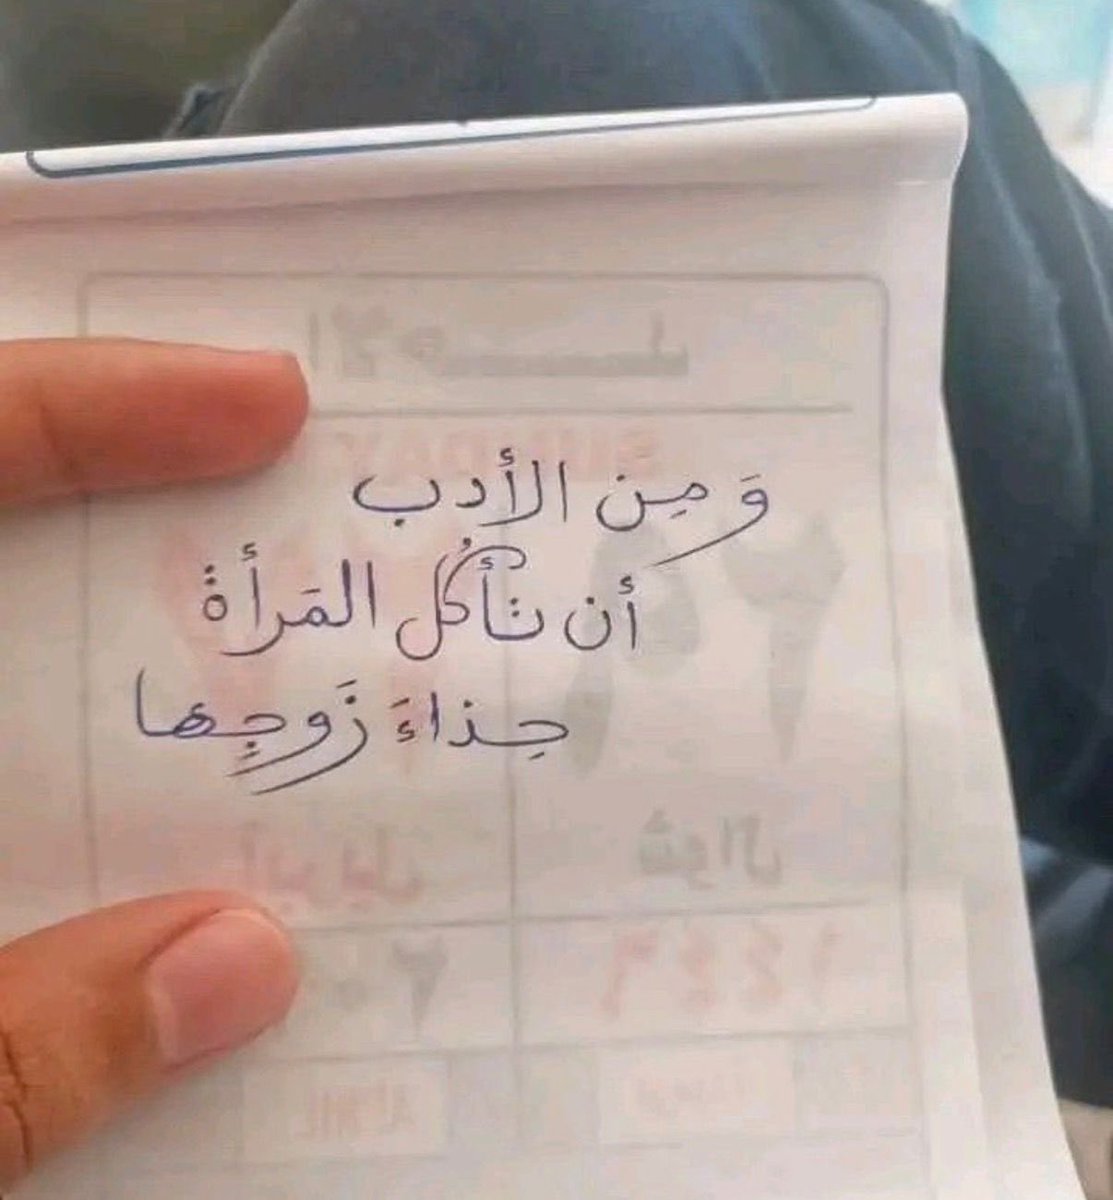 وَ مِن الأدب
أن تأكُل المَرأة
حِذاءَ زَوجِها